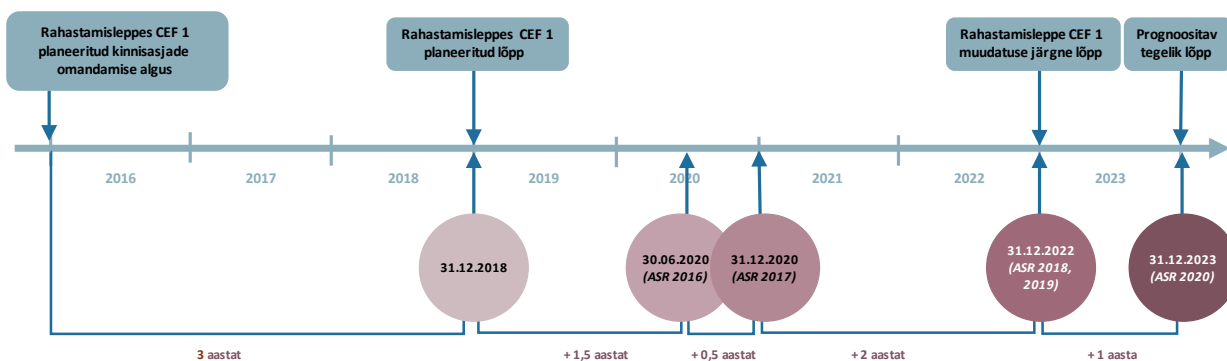 Rahastamisleppes CEF 1
planeeritud kinnisasjade
omandamise algus
Rahastamisleppes CEF 1
planeeritud lõpp
Rahastamisleppe CEF 1
muudatuse järgne lõpp
Prognoositav
tegelik lõpp
2016
2017
2018
2019
2020
2021
2022
2023
31.12.2018
30.06.2020
(ASR 2016)
31.12.2020
(ASR 2017)
31.12.2022
(ASR 2018,
2019)
31.12.2023
(ASR 2020)
3 aastat
+ 1,5 aastat
+ 0,5 aastat
+ 2 aastat
+ 1 aasta